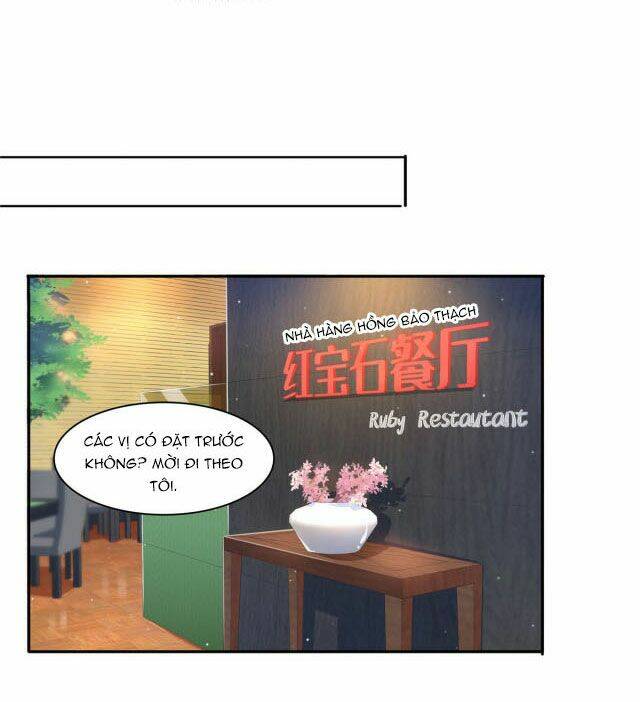 NHÀ HÀNG HỒNG BẢO THẠCH
红宝石餐厅
Ruby Restautant
CÁC VỊ CÓ ĐẶT TRƯỚC
KHÔNG? MỜI ĐI THEO
TÔI.